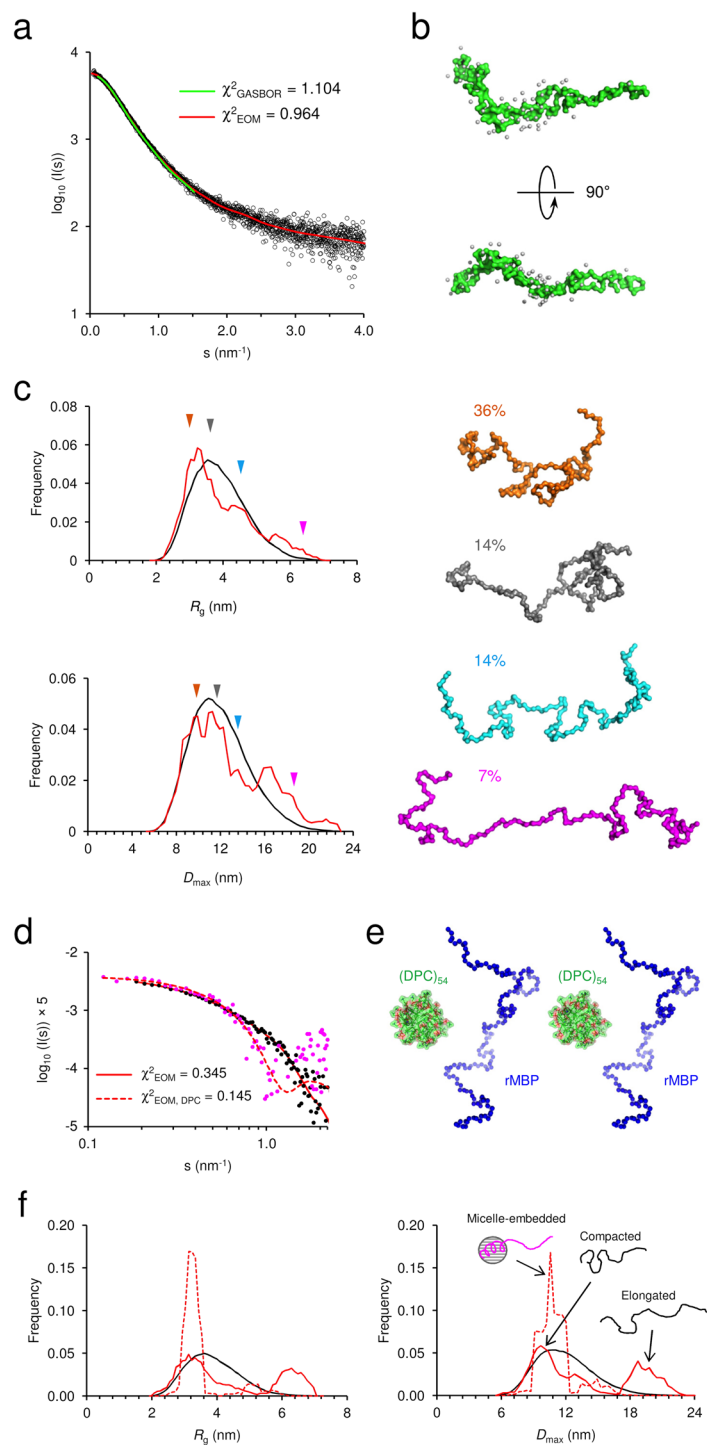 a
4
3
2
1
log₁₀ (I(s))
χ²GASBOR = 1.104
χ²EOM = 0.964
0.0 1.0 2.0 3.0 4.0
s (nm⁻¹)
b
90°
c
0.08
0.06
0.04
0.02
0
Frequency
0 2 4 6 8
Rg (nm)
0.06
0.04
0.02
0
Frequency
0 4 8 12 16 20 24
Dmax (nm)
36%
14%
14%
7%
d
-2
-3
-4
-5
log₁₀ (I(s)) × 5
χ²EOM = 0.345
χ²EOM, DPC = 0.145
0.1 1.0
s (nm⁻¹)
e
(DPC)₅₄ (DPC)₅₄
rMBP rMBP
f
0.20
0.15
0.10
0.05
0.00
Frequency
0 2 4 6 8
Rg (nm)
0.20
0.15
0.10
0.05
0.00
Frequency
Micelle-embedded
Compacted
Elongated
0 6 12 18 24
Dmax (nm)